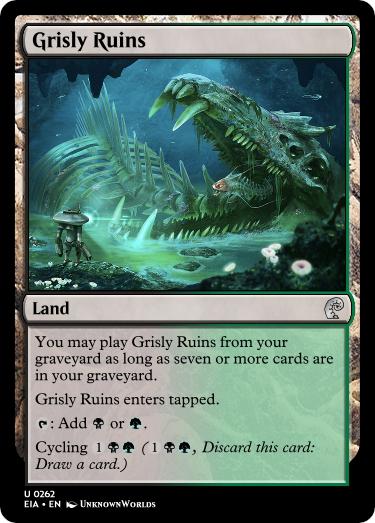 Grisly Ruins
Land
You may play Grisly Ruins from your
graveyard as long as seven or more cards are
in your graveyard.
Grisly Ruins enters tapped.
: Add or .
Cycling 1 ( 1 , Discard this card:
Draw a card.)
U 0262
EIA • EN UnknownWorlds